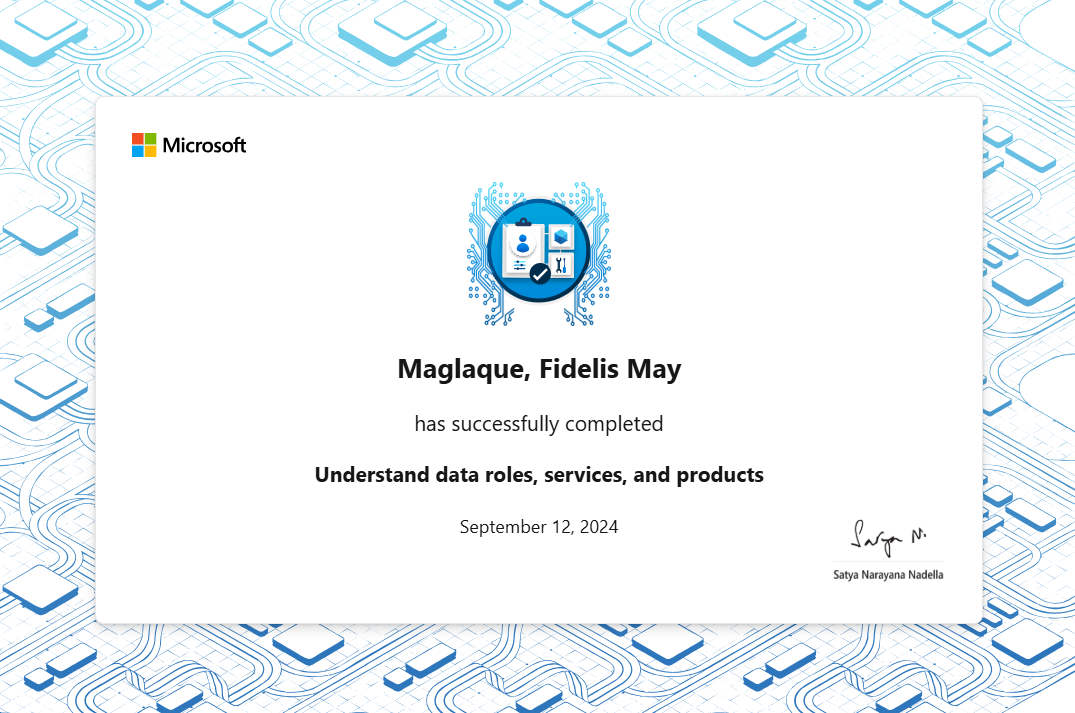 Microsoft
Maglaque, Fidelis May
has successfully completed
Understand data roles, services, and products
September 12, 2024
Satya N.
Satya Narayana Nadella